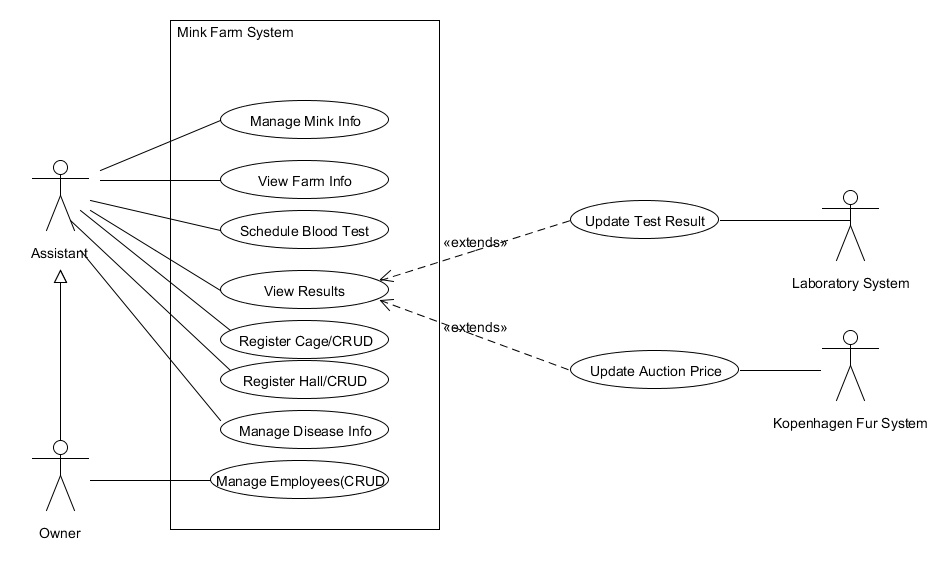 Mink Farm System
Manage Mink Info
View Farm Info
Schedule Blood Test
Update Test Result
Assistant
«extends»
Laboratory System
View Results
«extends»
Register Cage/CRUD
Register Hall/CRUD
Update Auction Price
Kopenhagen Fur System
Manage Disease Info
Manage Employees(CRUD
Owner